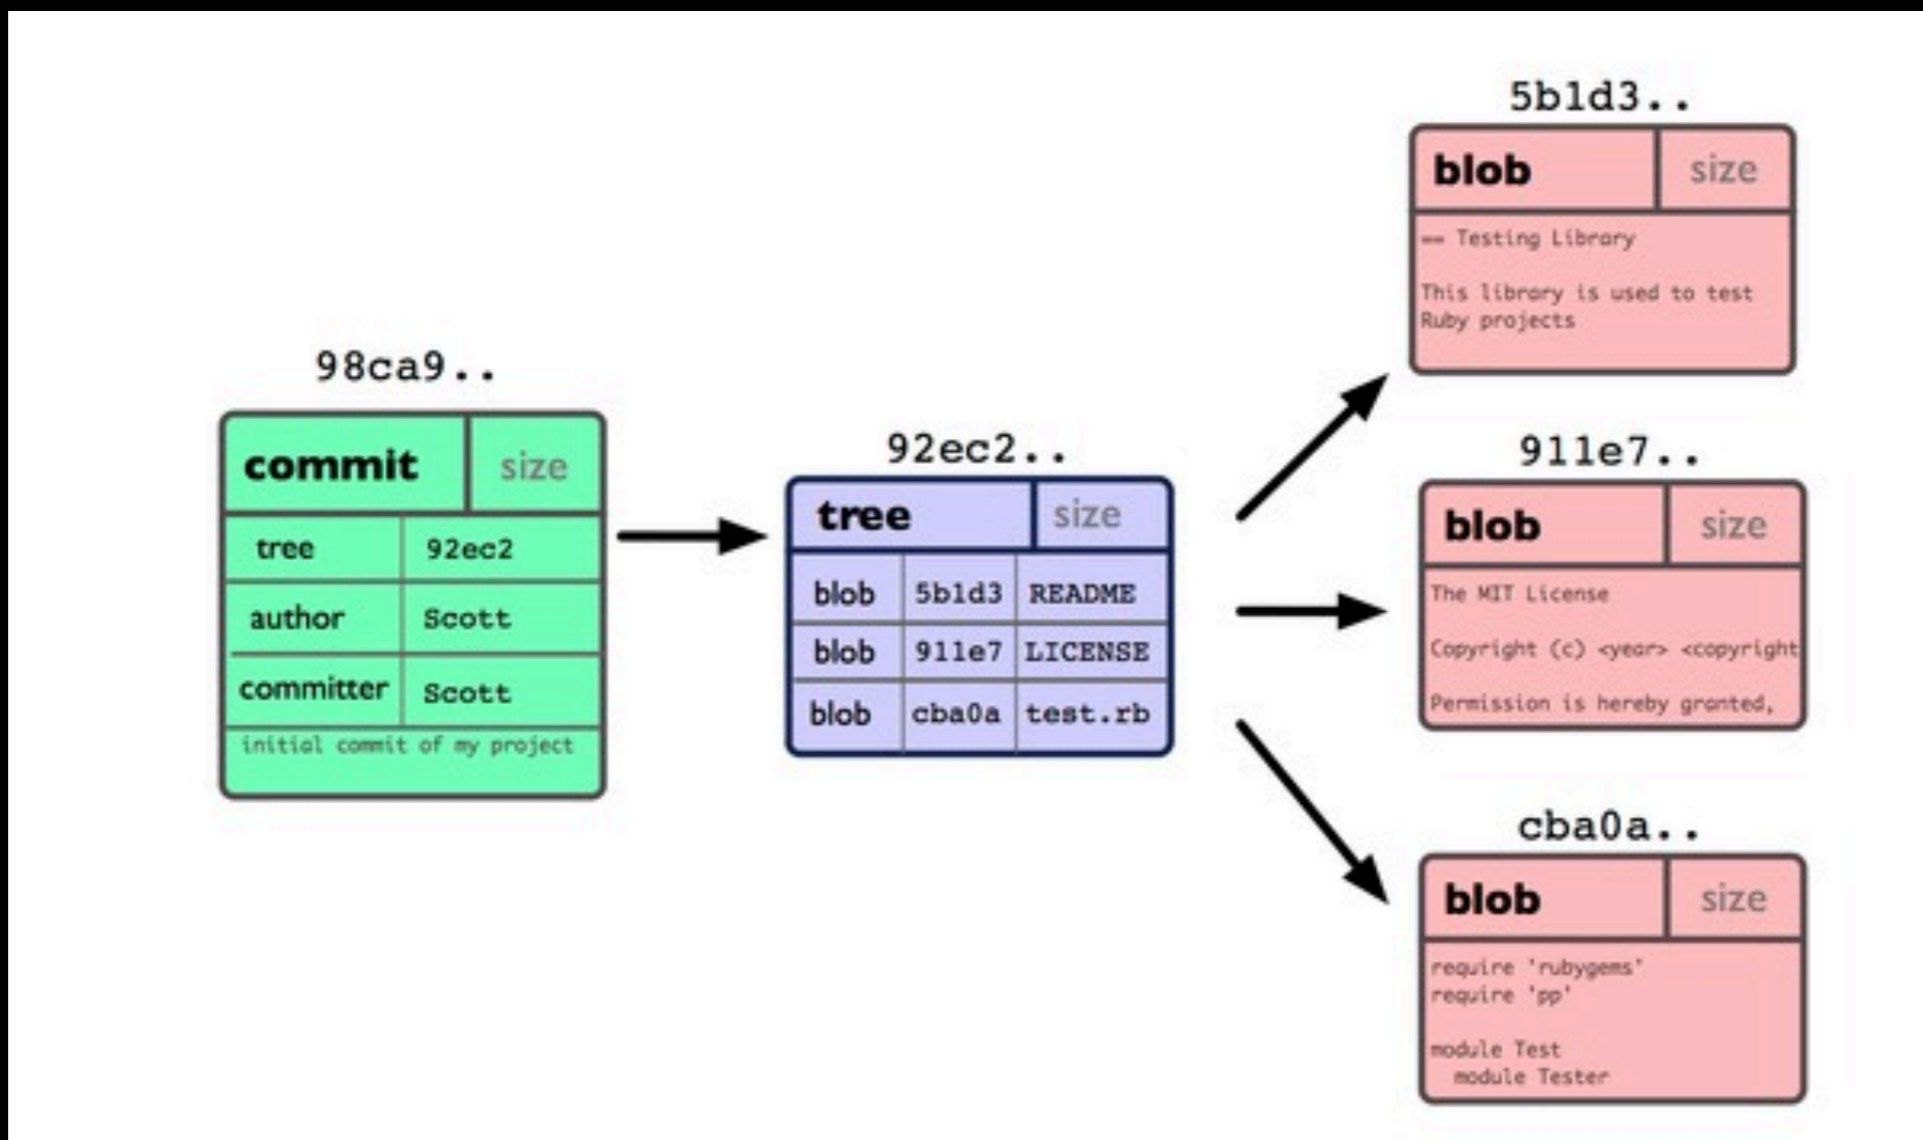 98ca9..
commit size
tree 92ec2
author Scott
committer Scott
initial commit of my project
92ec2..
tree size
blob 5b1d3 README
blob 911e7 LICENSE
blob cba0a test.rb
5b1d3..
blob size
== Testing Library
This library is used to test
Ruby projects
911e7..
blob size
The MIT License
Copyright (c) <year> <copyright
Permission is hereby granted,
cba0a..
blob size
require 'rubygems'
require 'pp'
module Test
module Tester